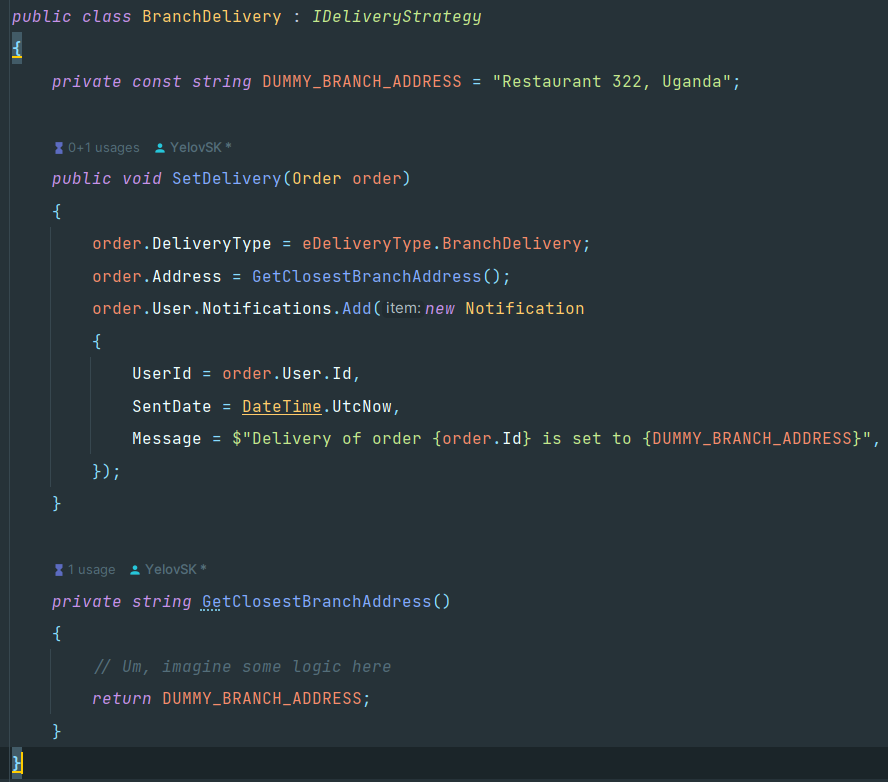 public class BranchDelivery : IDeliveryStrategy
{
private const string DUMMY_BRANCH_ADDRESS = "Restaurant 322, Uganda";
0+1 usages YelovSK *
public void SetDelivery(Order order)
{
order.DeliveryType = eDeliveryType.BranchDelivery;
order.Address = GetClosestBranchAddress();
order.User.Notifications.Add( item: new Notification
{
UserId = order.User.Id,
SentDate = DateTime.UtcNow,
Message = $"Delivery of order {order.Id} is set to {DUMMY_BRANCH_ADDRESS}",
});
}
1 usage YelovSK *
private string GetClosestBranchAddress()
{
// Um, imagine some logic here
return DUMMY_BRANCH_ADDRESS;
}
}